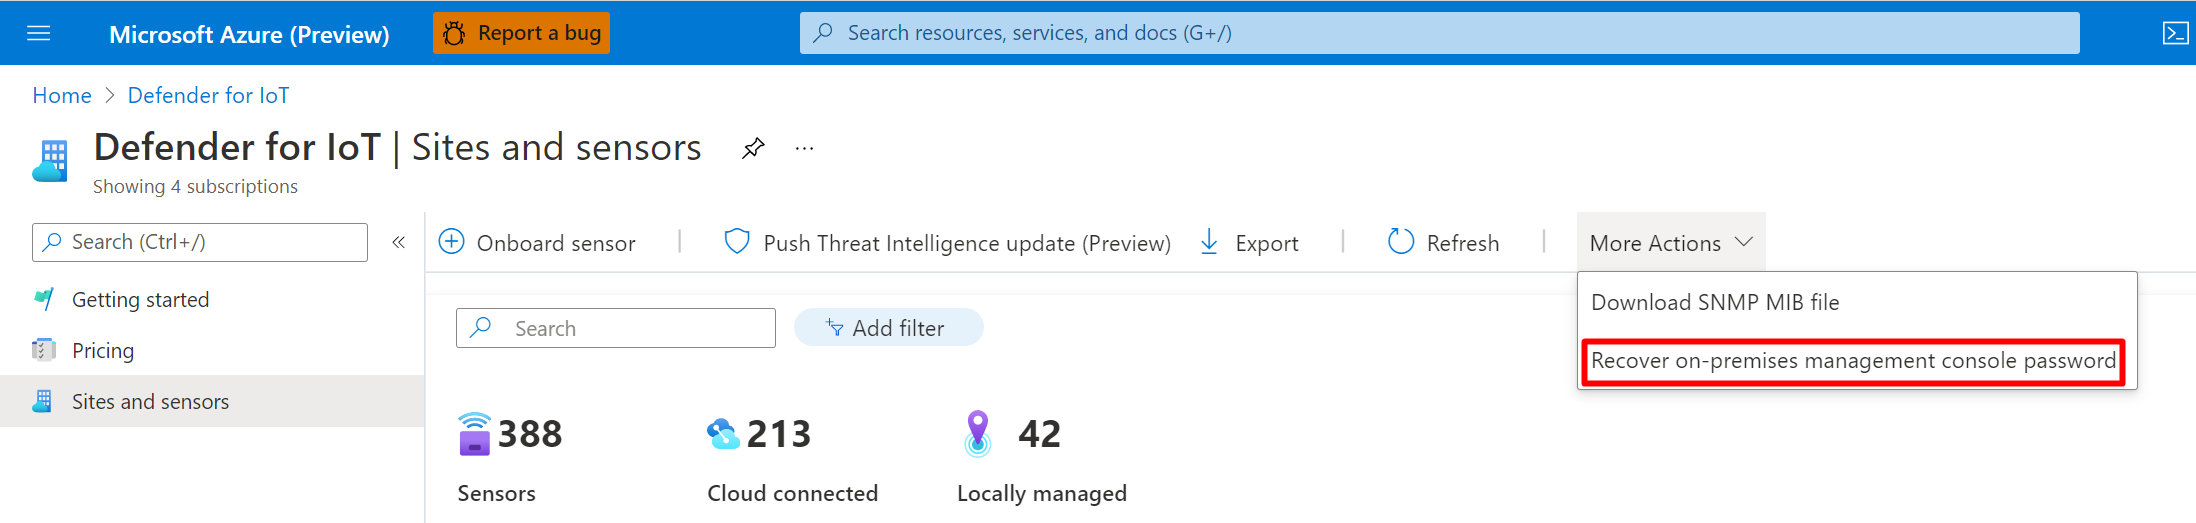 Microsoft Azure (Preview)
Report a bug
Search resources, services, and docs (G+/)
Home > Defender for IoT
Defender for IoT | Sites and sensors
...
Showing 4 subscriptions
Search (Ctrl+/)
«
Onboard sensor
Push Threat Intelligence update (Preview)
Export
Refresh
More Actions
Getting started
Pricing
Sites and sensors
Download SNMP MIB file
Recover on-premises management console password
Search
Add filter
388
213
42
Sensors
Cloud connected
Locally managed